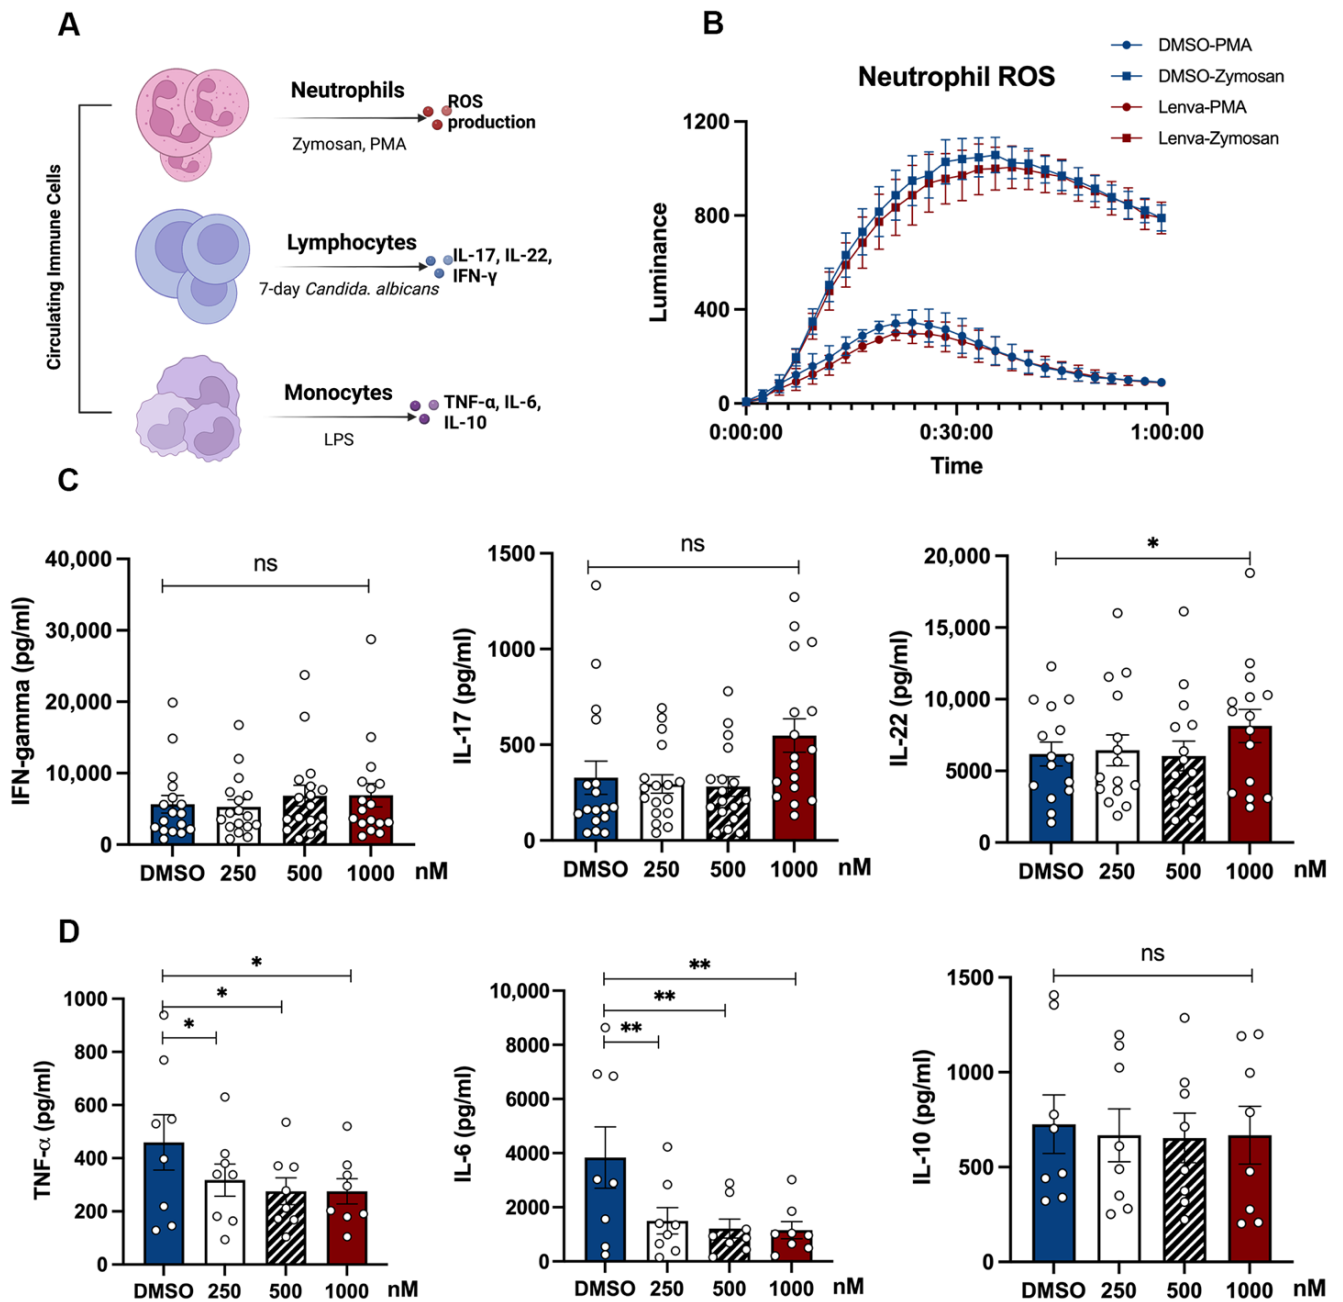 A
Circulating Immune Cells
Neutrophils
Zymosan, PMA
ROS
production
Lymphocytes
7-day Candida. albicans
IL-17, IL-22,
IFN-γ
Monocytes
LPS
TNF-α, IL-6,
IL-10
B
Neutrophil ROS
DMSO-PMA
DMSO-Zymosan
Lenva-PMA
Lenva-Zymosan
Luminance
1200
800
400
0
0:00:00
0:30:00
1:00:00
Time
C
IFN-gamma (pg/ml)
40,000
30,000
20,000
10,000
0
ns
DMSO
250
500
1000
nM
IL-17 (pg/ml)
1500
1000
500
0
ns
DMSO
250
500
1000
nM
IL-22 (pg/ml)
20,000
15,000
10,000
5000
0
*
DMSO
250
500
1000
nM
D
TNF-α (pg/ml)
1000
800
600
400
200
0
*
*
*
DMSO
250
500
1000
nM
IL-6 (pg/ml)
10,000
8000
6000
4000
2000
0
**
**
**
DMSO
250
500
1000
nM
IL-10 (pg/ml)
1500
1000
500
0
ns
DMSO
250
500
1000
nM